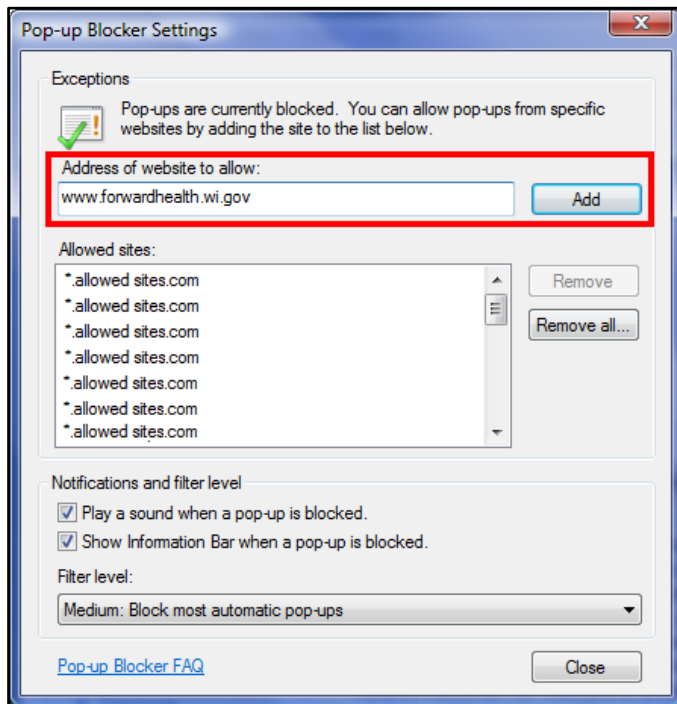 Pop-up Blocker Settings
Exceptions
Pop-ups are currently blocked. You can allow pop-ups from specific
websites by adding the site to the list below.
Address of website to allow:
www.forwardhealth.wi.gov
Add
Allowed sites:
*.allowed sites.com
Remove
*.allowed sites.com
*.allowed sites.com
Remove all...
*.allowed sites.com
*.allowed sites.com
*.allowed sites.com
*.allowed sites.com
Notifications and filter level
Play a sound when a pop-up is blocked.
Show Information Bar when a pop-up is blocked.
Filter level:
Medium: Block most automatic pop-ups
Pop-up Blocker FAQ
Close